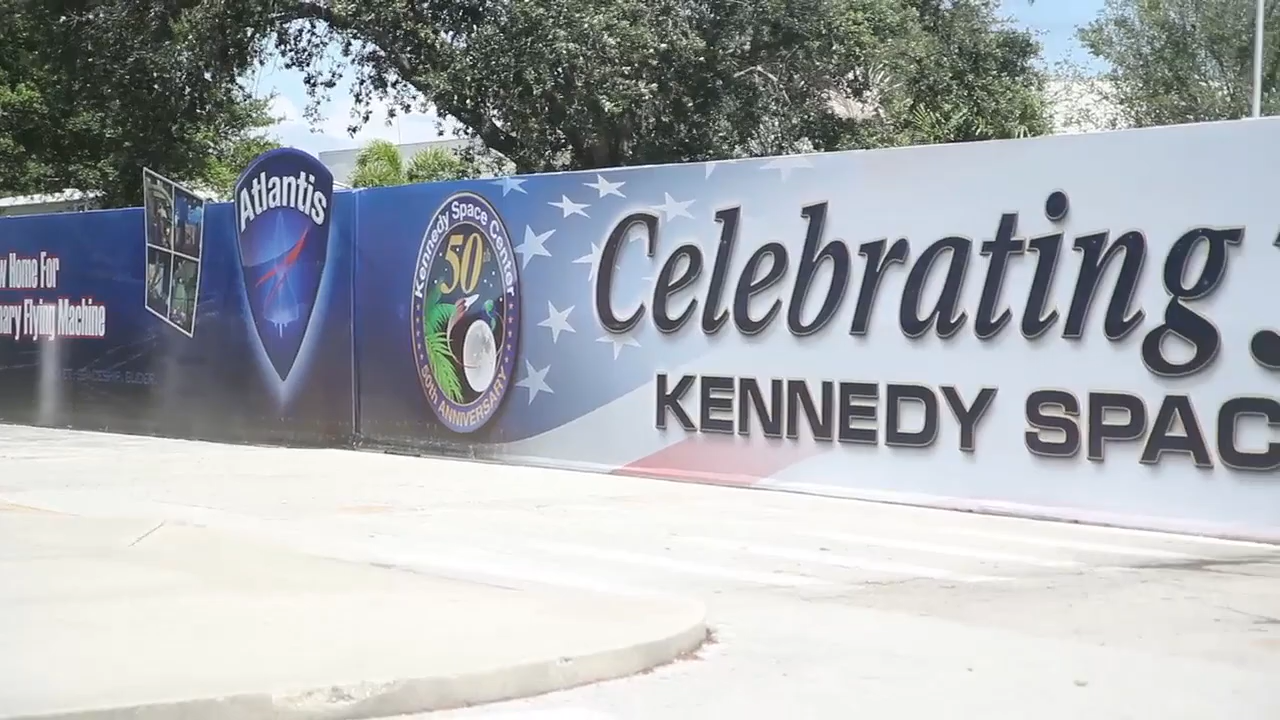 w Home For
nary Flying Machine
Atlantis
Kennedy Space Center
50th
50th ANNIVERSARY
Celebrating
KENNEDY SPAC